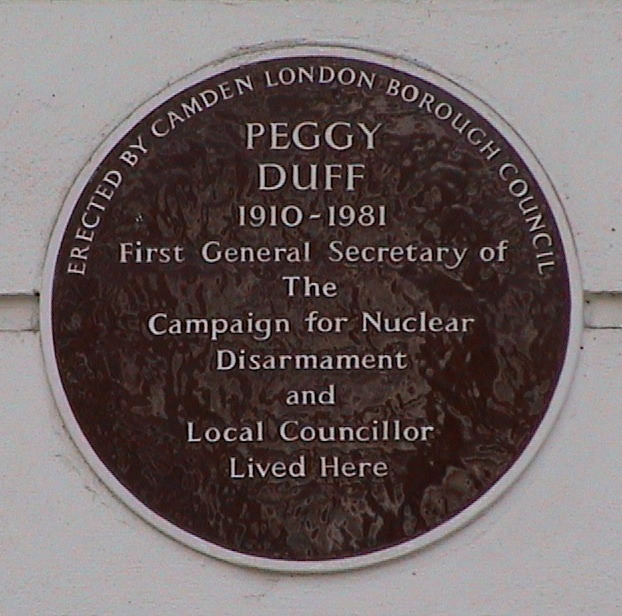 ERECTED BY CAMDEN LONDON BOROUGH COUNCIL
PEGGY
DUFF
1910-1981
First General Secretary of
The
Campaign for Nuclear
Disarmament
and
Local Councillor
Lived Here